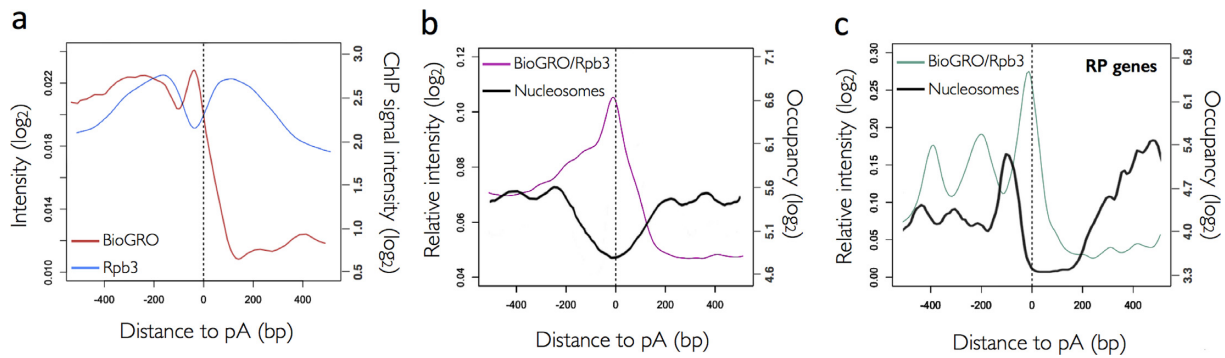 a
Intensity (log2)
0.010
0.014
0.018
0.022
BioGRO
Rpb3
-400
-200
0
200
400
Distance to pA (bp)
0.5
1.0
1.5
2.0
2.5
3.0
ChIP signal intensity (log2)
b
Relative intensity (log2)
0.04
0.06
0.08
0.10
0.12
BioGRO/Rpb3
Nucleosomes
-400
-200
0
200
400
Distance to pA (bp)
4.6
5.1
5.6
6.1
6.6
7.1
Occupancy (log2)
c
Relative intensity (log2)
0.00
0.05
0.10
0.15
0.20
0.25
0.30
BioGRO/Rpb3
RP genes
Nucleosomes
-400
-200
0
200
400
Distance to pA (bp)
3.3
4.0
4.7
5.4
6.1
6.8
Occupancy (log2)